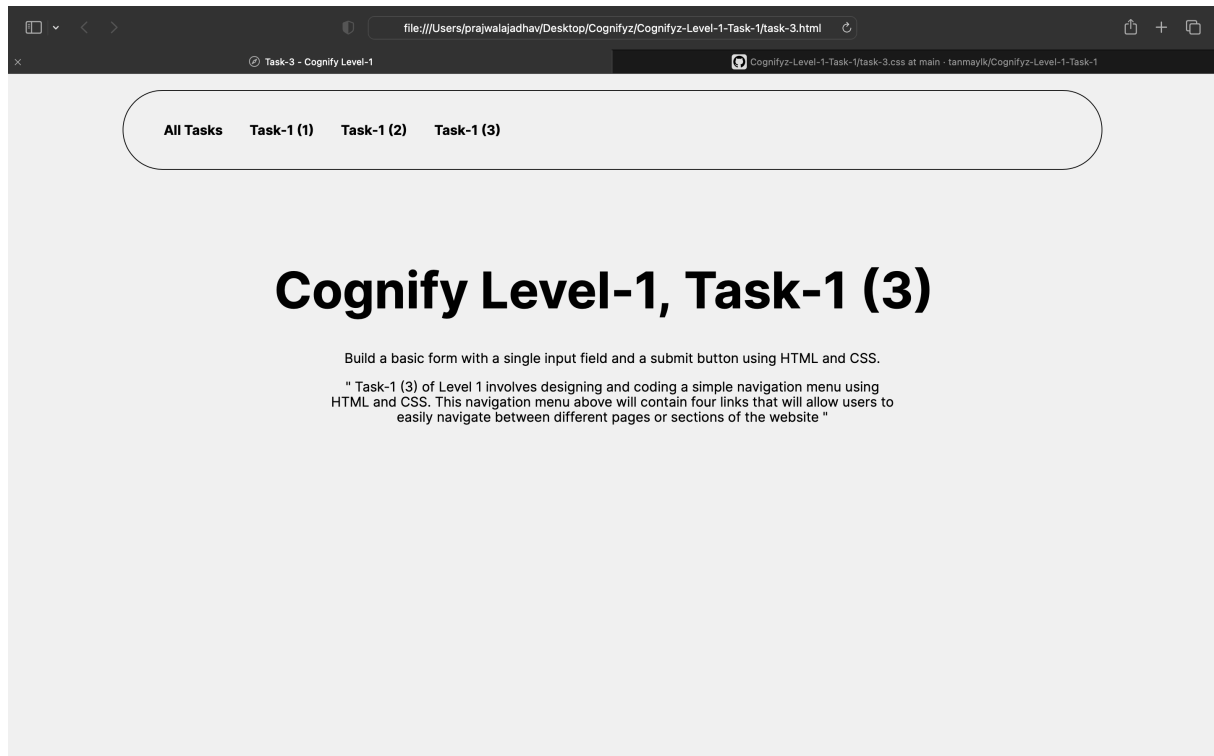 file:///Users/prajwalajadhav/Desktop/Cognifyz/Cognifyz-Level-1-Task-1/task-3.html
Task-3 - Cognify Level-1
Cognifyz-Level-1-Task-1/task-3.css at main · tanmaylk/Cognifyz-Level-1-Task-1
All Tasks Task-1 (1) Task-1 (2) Task-1 (3)
Cognify Level-1, Task-1 (3)
Build a basic form with a single input field and a submit button using HTML and CSS.
" Task-1 (3) of Level 1 involves designing and coding a simple navigation menu using
HTML and CSS. This navigation menu above will contain four links that will allow users to
easily navigate between different pages or sections of the website "